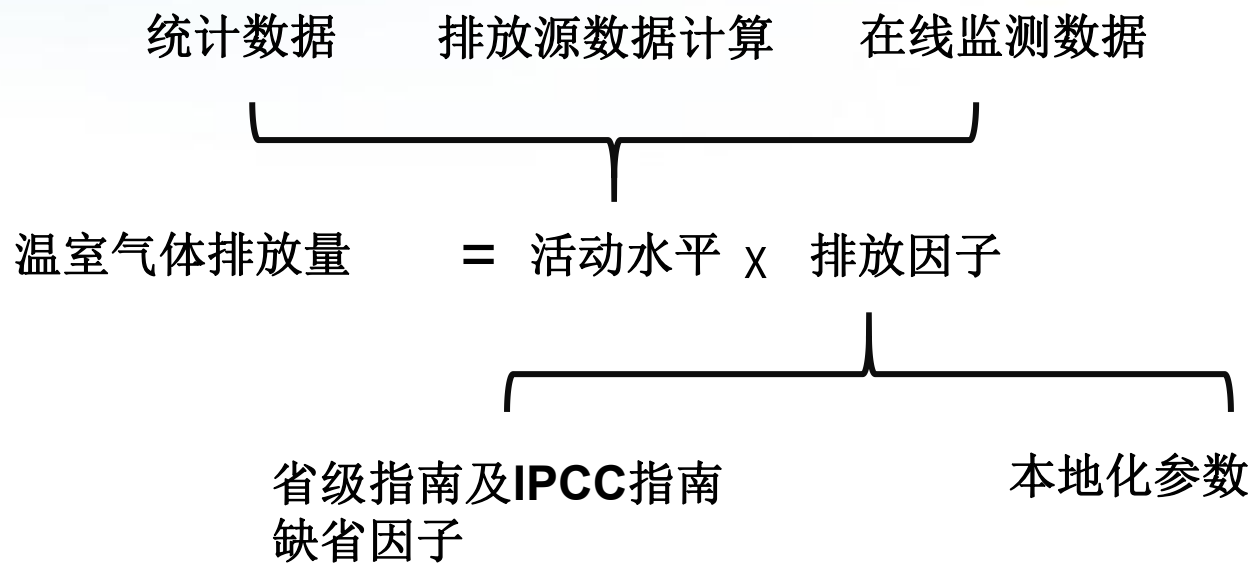 统计数据 排放源数据计算 在线监测数据
温室气体排放量 = 活动水平 x 排放因子
省级指南及IPCC指南 本地化参数
缺省因子